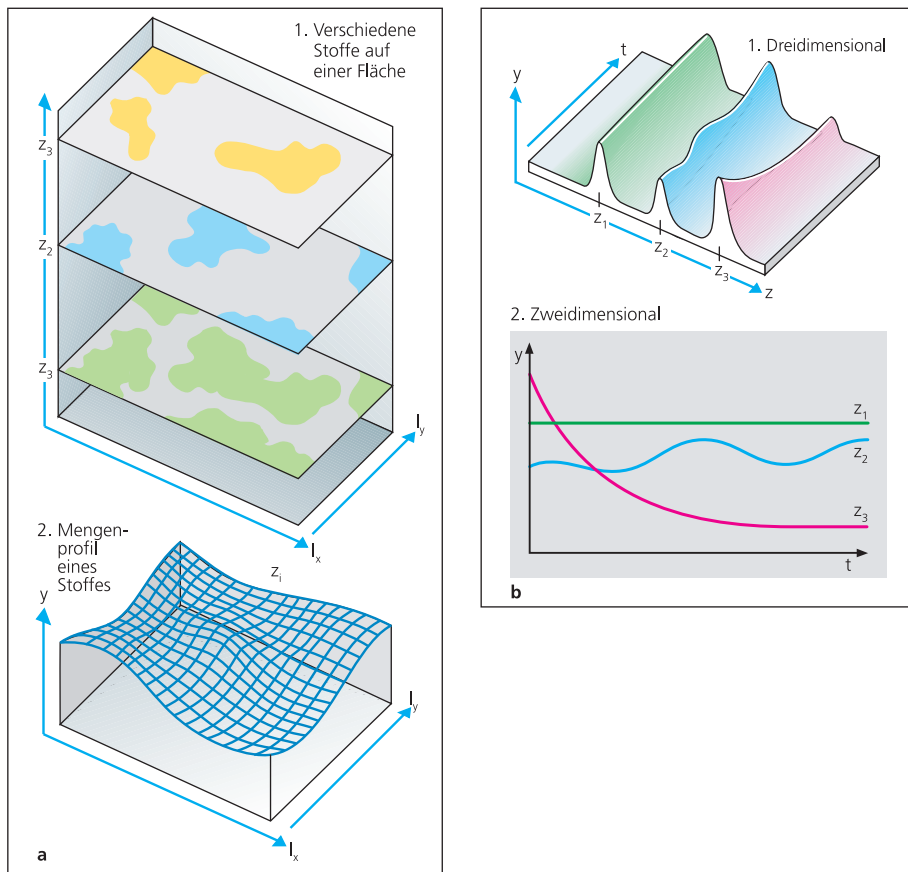 1. Verschiedene
Stoffe auf
einer Fläche
z3
z2
z3
ly
lx
2. Mengen-
profil
eines
Stoffes
zi
y
ly
lx
a
1. Dreidimensional
y
t
z1
z2
z3
z
2. Zweidimensional
y
z1
z2
z3
t
b